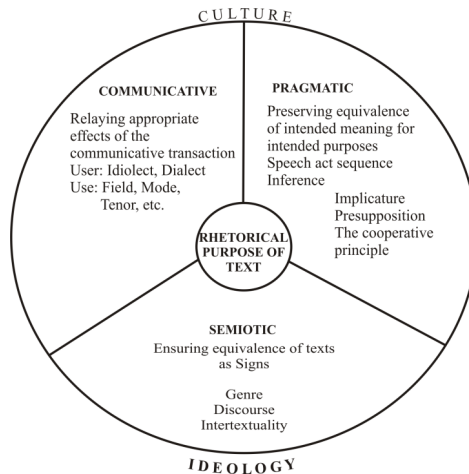 CULTURE
COMMUNICATIVE
Relaying appropriate
effects of the
communicative transaction
User: Idiolect, Dialect
Use: Field, Mode,
Tenor, etc.
PRAGMATIC
Preserving equivalence
of intended meaning for
intended purposes
Speech act sequence
Inference
Implicature
Presupposition
The cooperative
principle
RHETORICAL
PURPOSE OF
TEXT
SEMIOTIC
Ensuring equivalence of texts
as Signs
Genre
Discourse
Intertextuality
IDEOLOGY